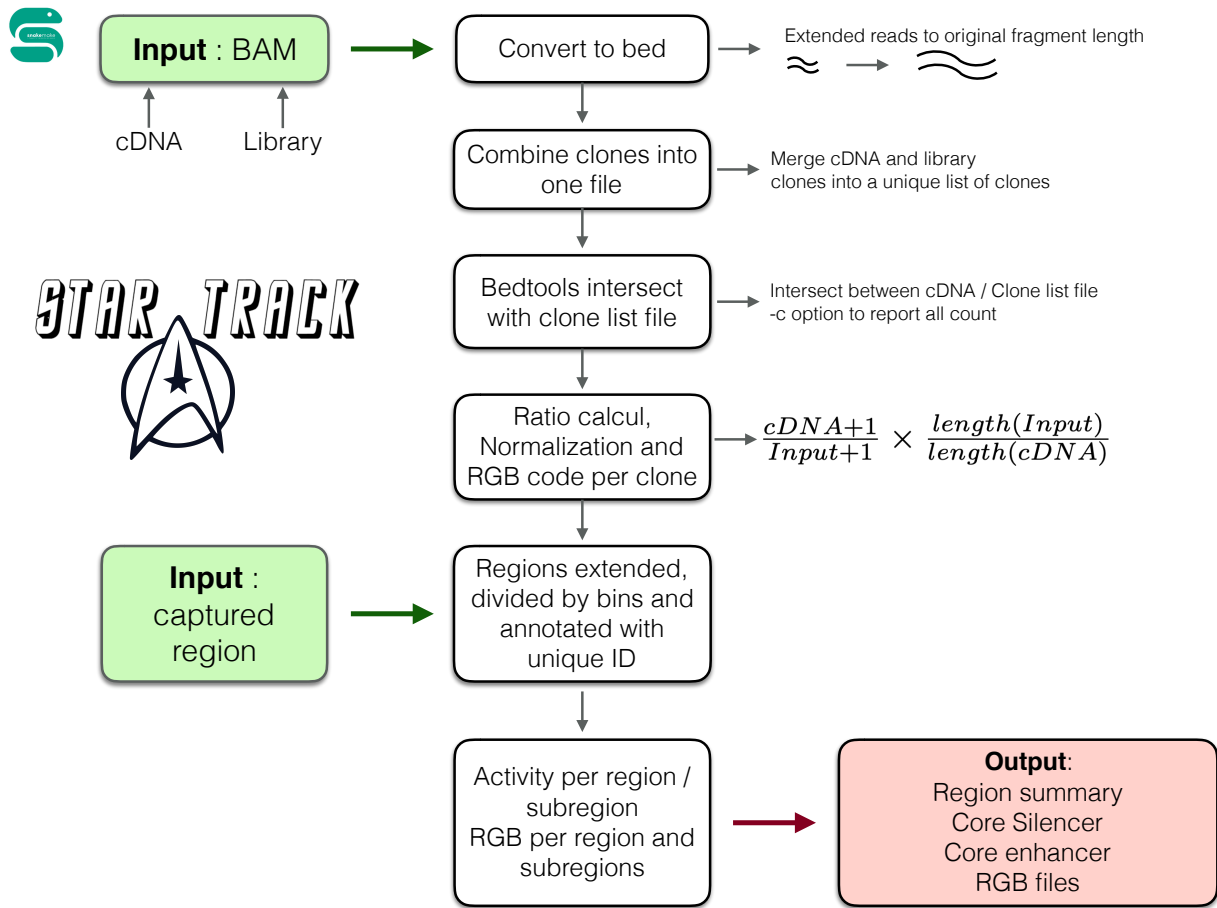 snakemake
Input : BAM
cDNA
Library
Convert to bed
Extended reads to original fragment length
Combine clones into
one file
Merge cDNA and library
clones into a unique list of clones
STAR TRACK
Bedtools intersect
with clone list file
Intersect between cDNA / Clone list file
-c option to report all count
Ratio calcul,
Normalization and
RGB code per clone
cDNA+1
Input+1
×
length(Input)
length(cDNA)
Input :
captured
region
Regions extended,
divided by bins and
annotated with
unique ID
Activity per region /
subregion
RGB per region and
subregions
Output:
Region summary
Core Silencer
Core enhancer
RGB files